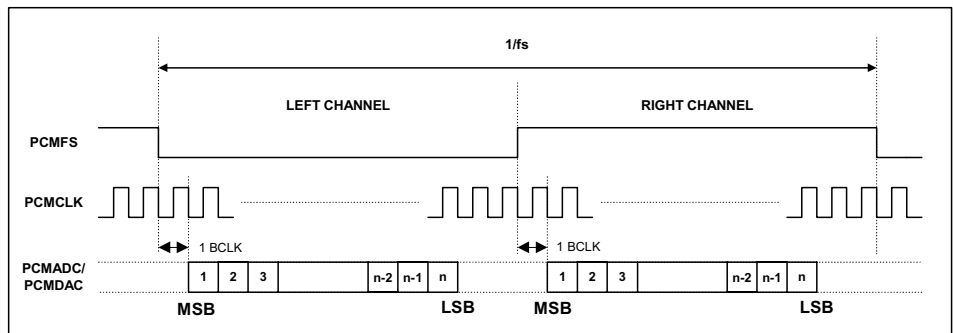 1/fs
LEFT CHANNEL RIGHT CHANNEL
PCMFS
PCMCLK
1 BCLK 1 BCLK
PCMADC/
PCMDAC
1 2 3 n-2 n-1 n 1 2 3 n-2 n-1 n
MSB LSB MSB LSB